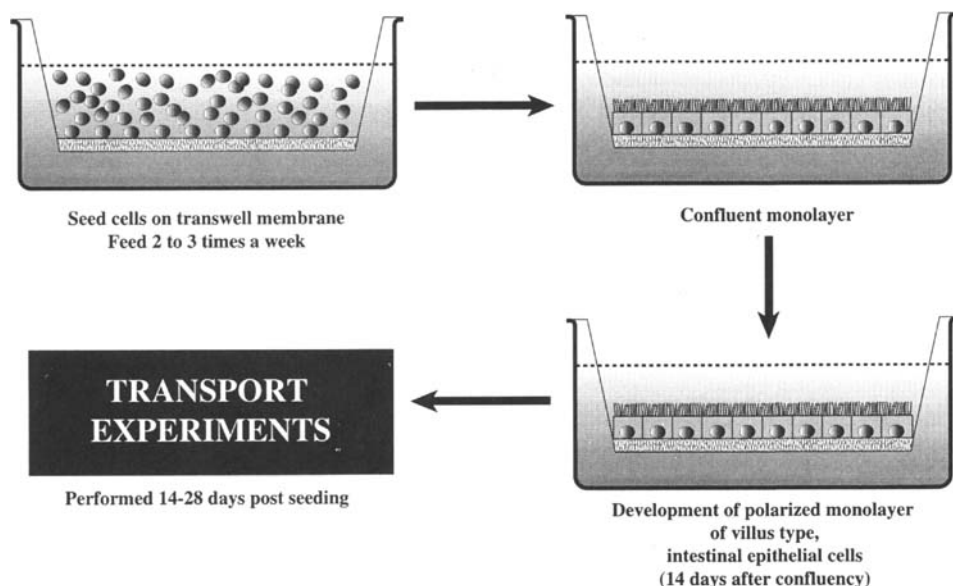 Seed cells on transwell membrane
Feed 2 to 3 times a week
Confluent monolayer
Development of polarized monolayer
of villus type,
intestinal epithelial cells
(14 days after confluency)
TRANSPORT
EXPERIMENTS
Performed 14-28 days post seeding